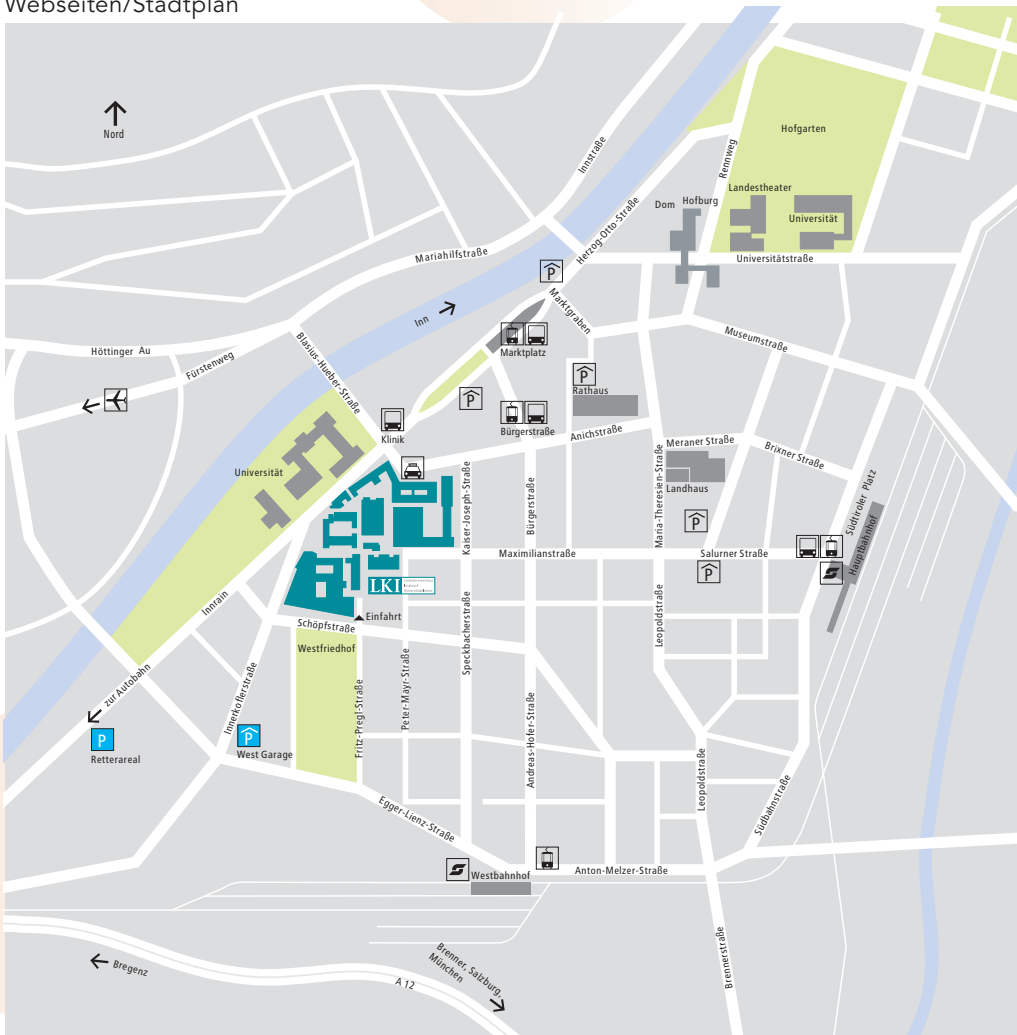 Webseiten/Stadtplan
Nord
Hofgarten
Innstraße
Rennweg
Landestheater
Dom
Hofburg
Universität
Herzog-Otto-Straße
Mariahilfstraße
Universitätstraße
P
Marktgraben
Inn
Museumstraße
Blasius-Hueber-Straße
Höttinger Au
Fürstenweg
Marktplatz
P
Rathaus
P
Klinik
Bürgerstraße
Anichstraße
Meraner Straße
Brixner Straße
Universität
Kaiser-Joseph-Straße
Bürgerstraße
Maria-Theresien-Straße
Landhaus
Südtiroler Platz
P
Maximilianstraße
Salurner Straße
Hauptbahnhof
P
LKI
Innrain
Einfahrt
Schöpfstraße
Speckbacherstraße
Leopoldstraße
Westfriedhof
zur Autobahn
Innerkoflerstraße
Fritz-Pregl-Straße
Peter-Mayr-Straße
Andreas-Hofer-Straße
P
Retterareal
P
West Garage
Leopoldstraße
Südbahnstraße
Egger-Lienz-Straße
Westbahnhof
Anton-Melzer-Straße
Brennerstraße
Bregenz
A 12
Brenner, Salzburg,
München